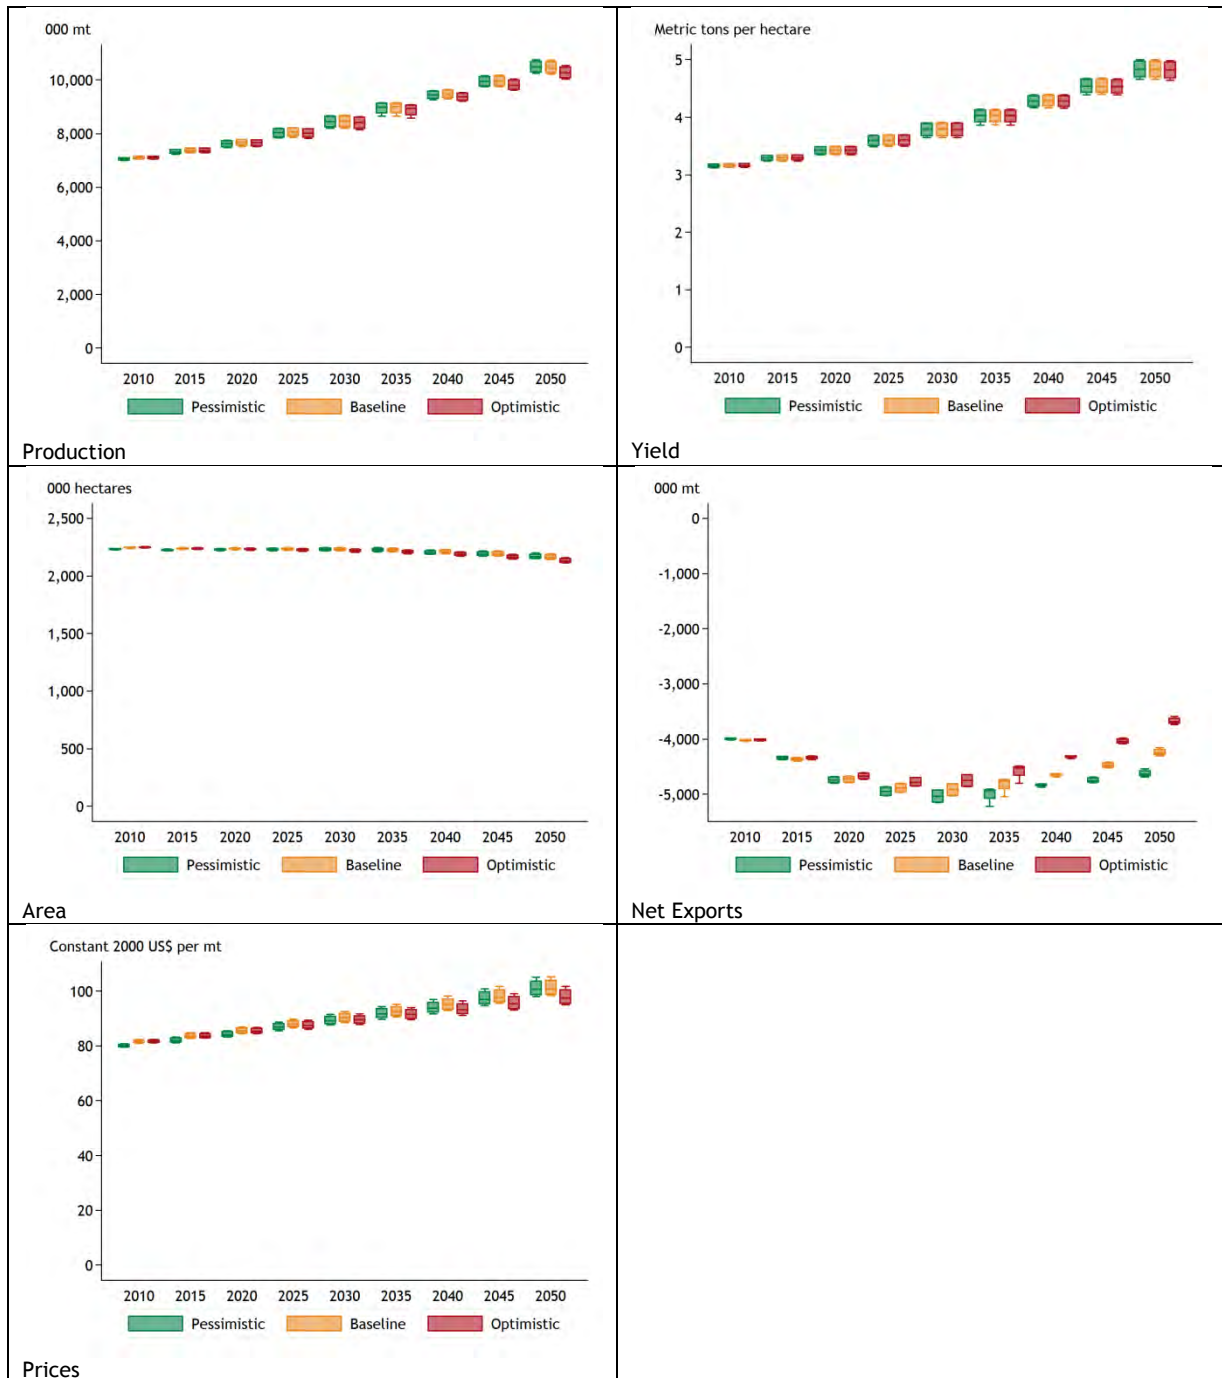 000 mt
10,000
8,000
6,000
4,000
2,000
0
2010 2015 2020 2025 2030 2035 2040 2045 2050
Pessimistic Baseline Optimistic
Production
Metric tons per hectare
5
4
3
2
1
0
2010 2015 2020 2025 2030 2035 2040 2045 2050
Pessimistic Baseline Optimistic
Yield
000 hectares
2,500
2,000
1,500
1,000
500
0
2010 2015 2020 2025 2030 2035 2040 2045 2050
Pessimistic Baseline Optimistic
Area
000 mt
0
-1,000
-2,000
-3,000
-4,000
-5,000
2010 2015 2020 2025 2030 2035 2040 2045 2050
Pessimistic Baseline Optimistic
Net Exports
Constant 2000 US$ per mt
100
80
60
40
20
0
2010 2015 2020 2025 2030 2035 2040 2045 2050
Pessimistic Baseline Optimistic
Prices